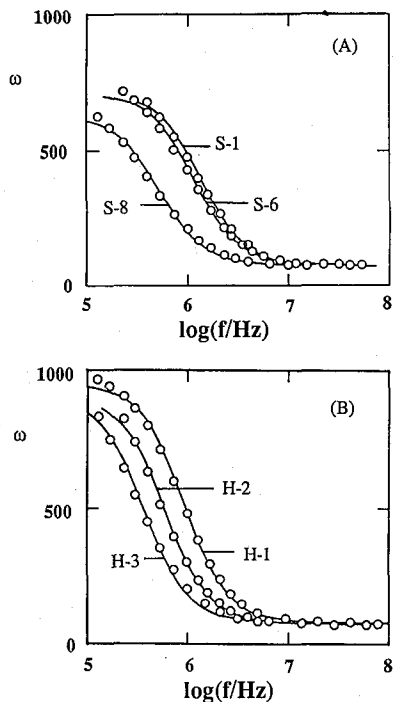 1000
(A)
ω
S-1
500
S-6
S-8
0
5 6 7 8
log(f/Hz)
1000
(B)
ω
H-2
500
H-1
H-3
0
5 6 7 8
log(f/Hz)